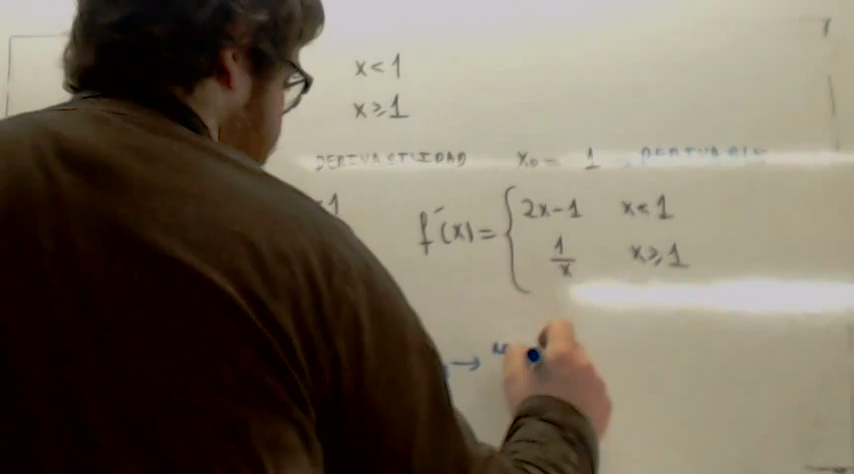 x < 1
x ⩾ 1
DERIVABILIDAD x₀ = 1 DERIVABLE
<1
f'(x) = { 2x-1 x < 1
1/x x ⩾ 1
→